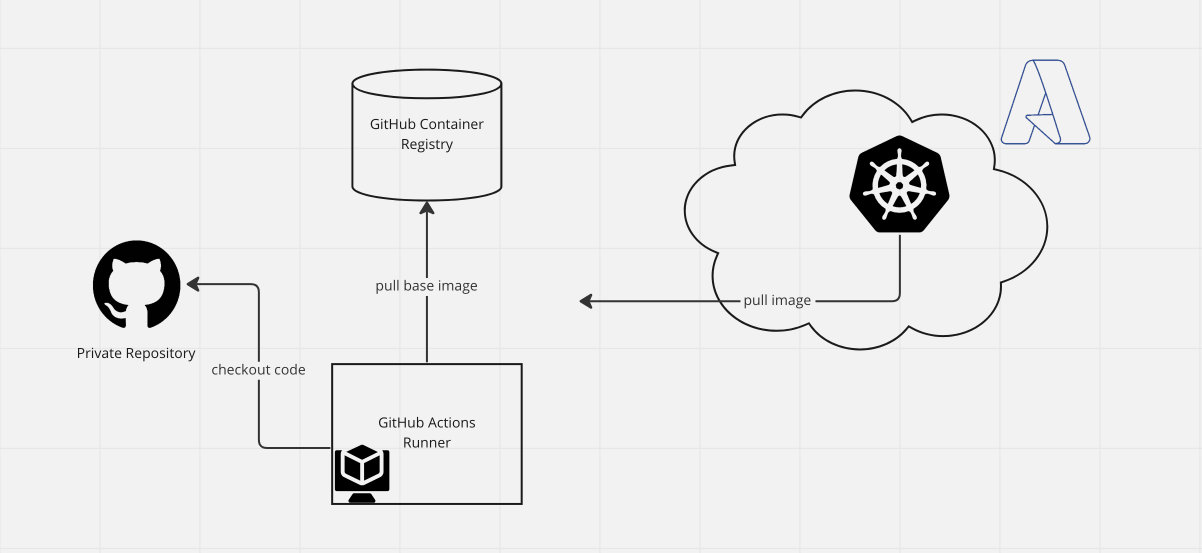 GitHub Container
Registry
pull base image
pull image
Private Repository
checkout code
GitHub Actions
Runner